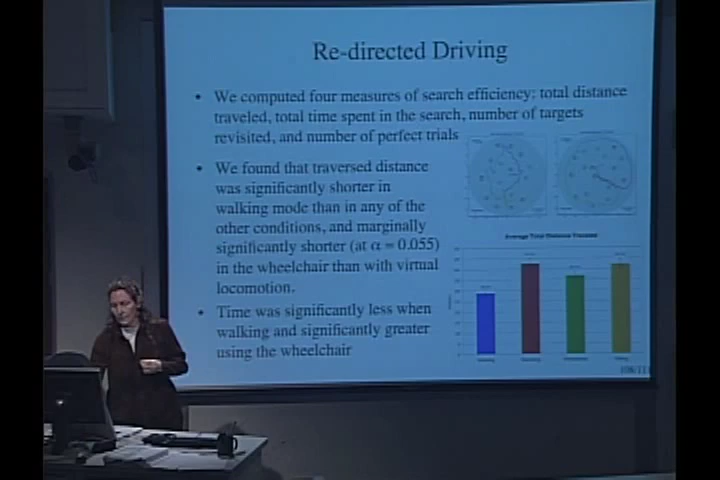 Re-directed Driving
• We computed four measures of search efficiency; total distance
traveled, total time spent in the search, number of targets
revisited, and number of perfect trials
• We found that traversed distance
was significantly shorter in
walking mode than in any of the
other conditions, and marginally
significantly shorter (at α = 0.055)
in the wheelchair than with virtual
locomotion.
• Time was significantly less when
walking and significantly greater
using the wheelchair
Average Total Distance Traveled